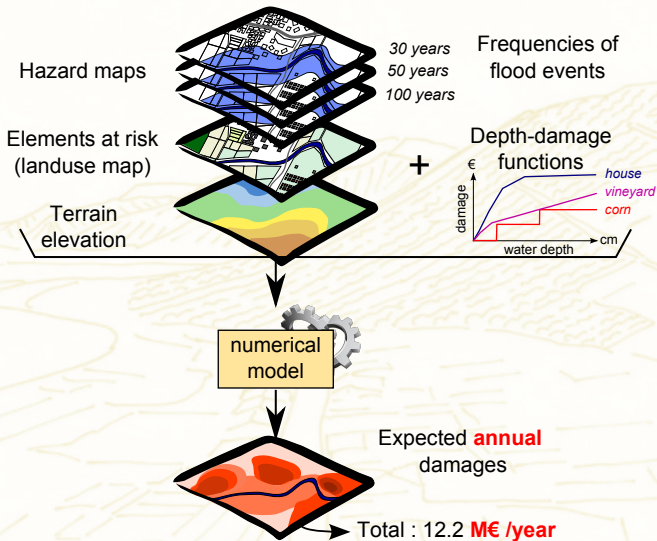 Hazard maps
30 years
50 years
100 years
Frequencies of
flood events
Elements at risk
(landuse map)
+
Depth-damage
functions
€
damage
house
vineyard
corn
cm
water depth
Terrain
elevation
numerical
model
Expected annual
damages
Total : 12.2 M€ /year